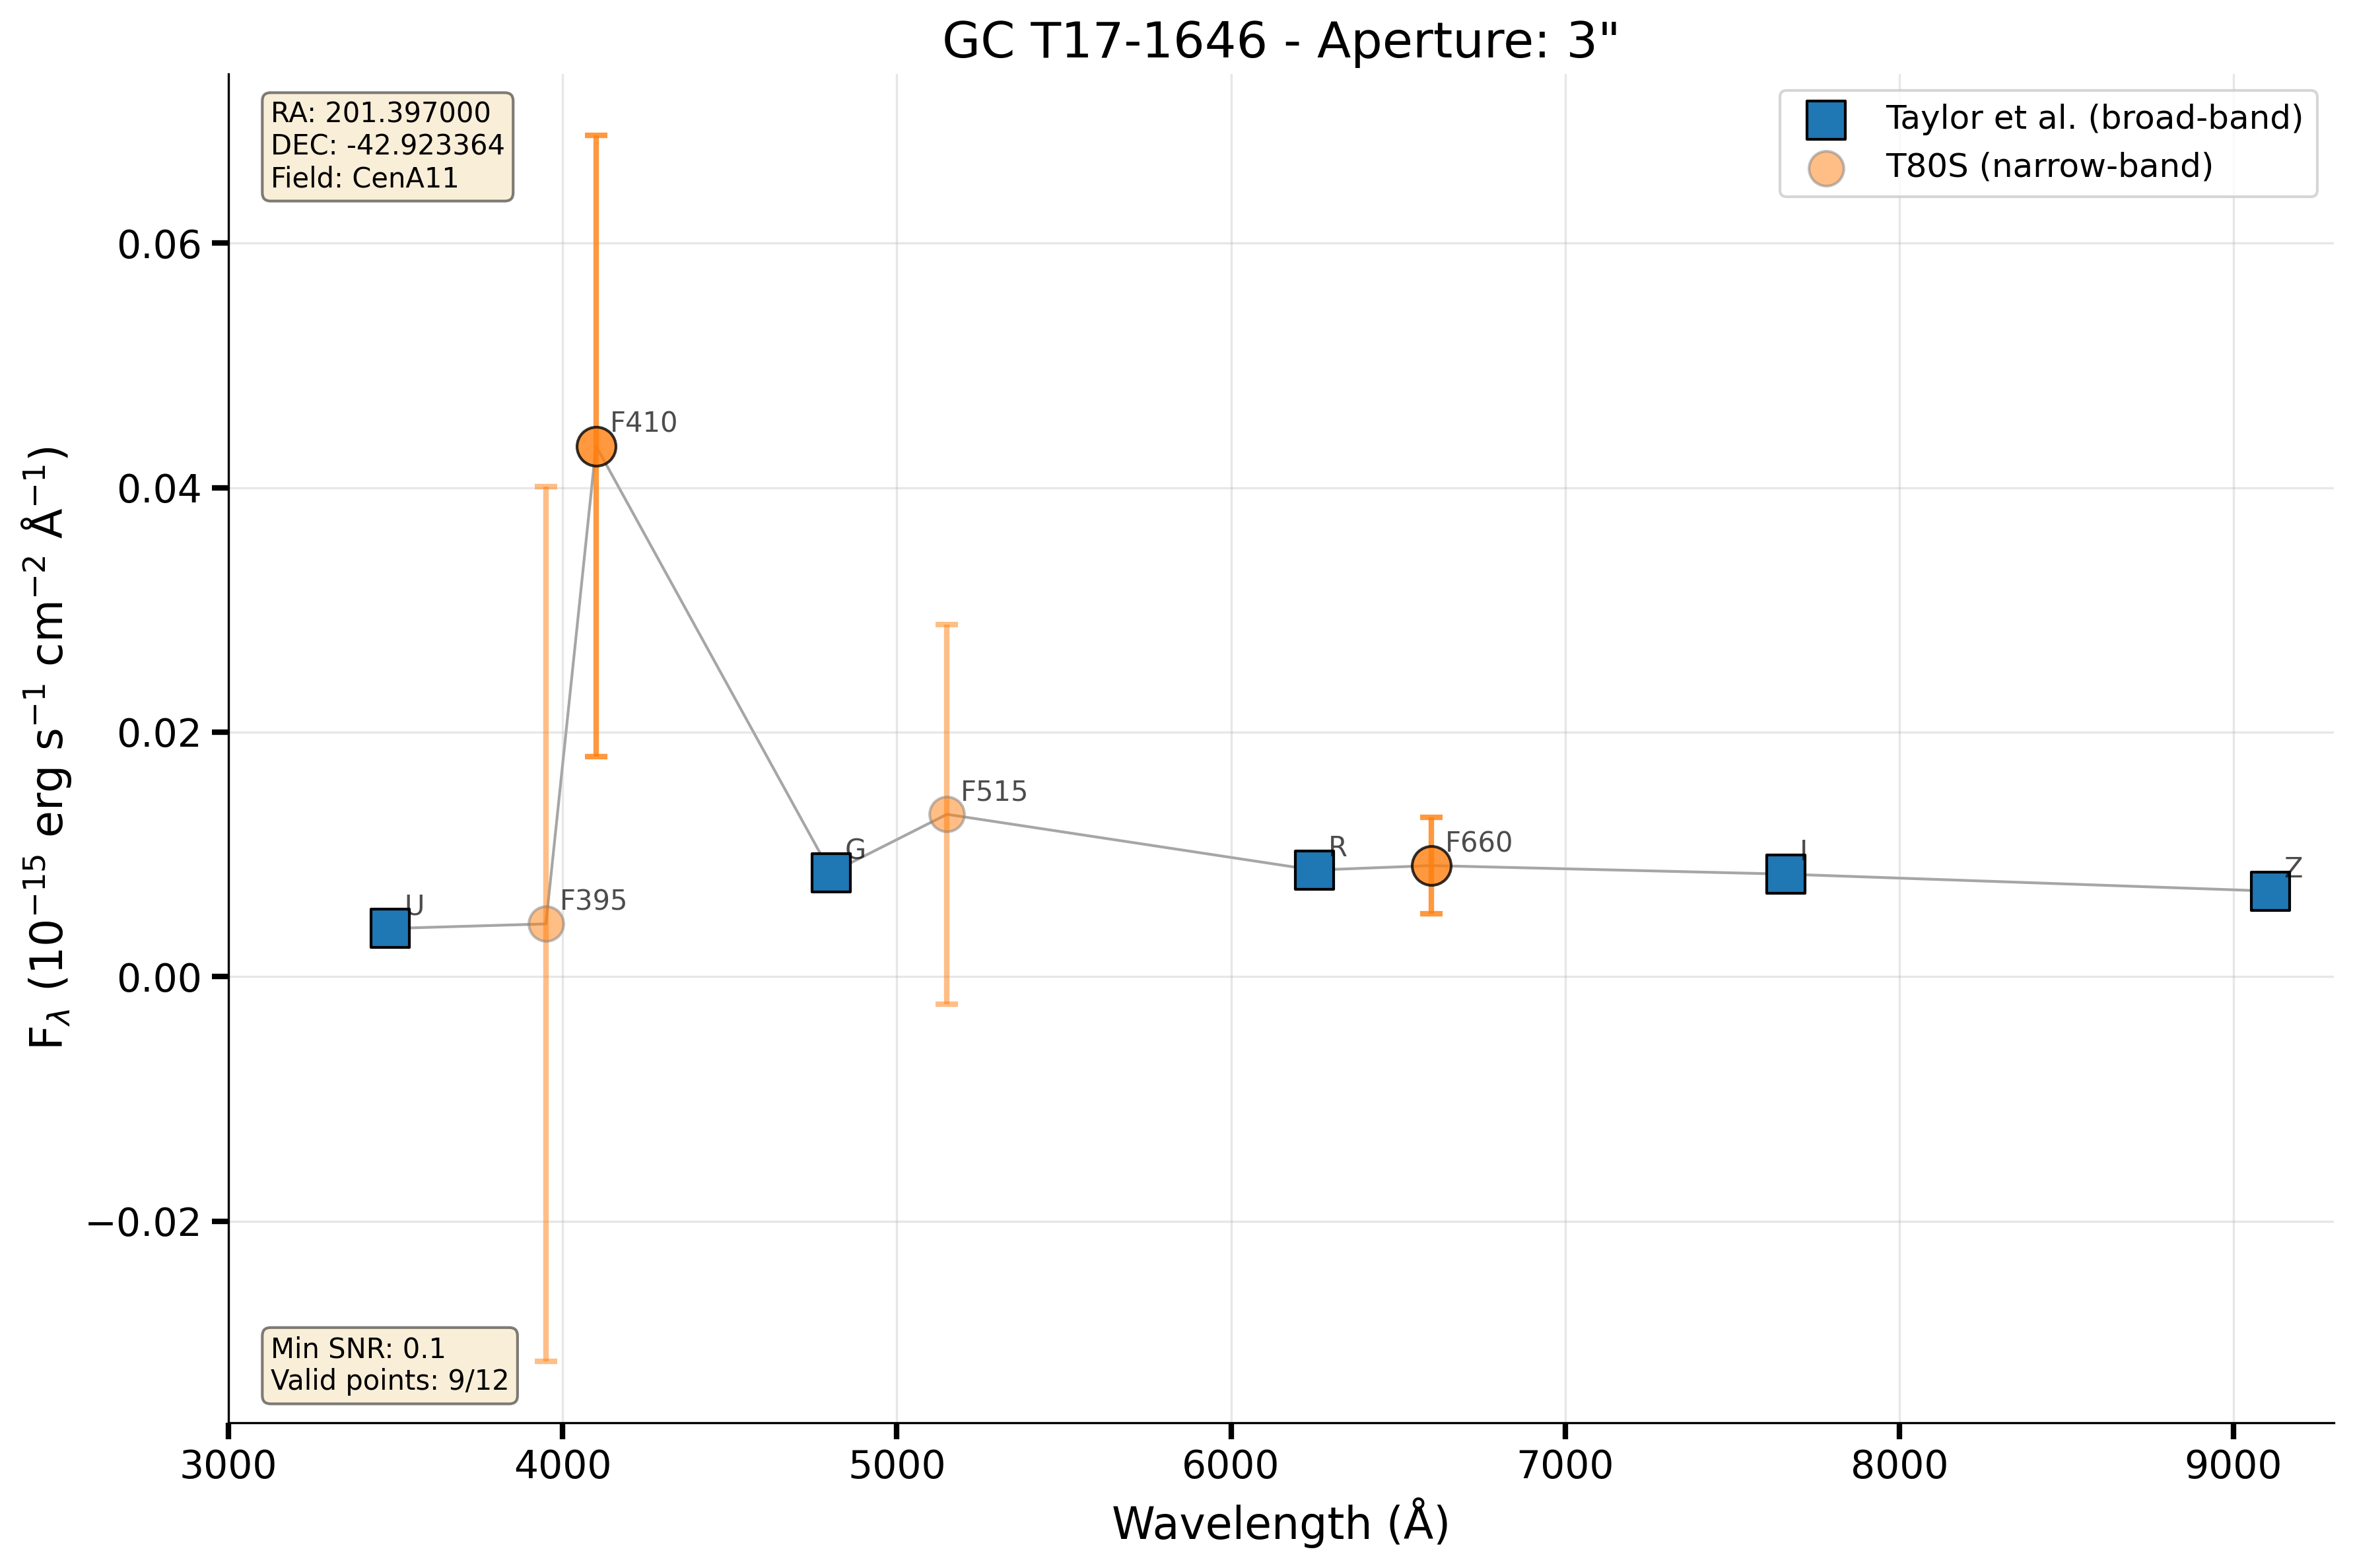 GC T17-1646 - Aperture: 3"
RA: 201.397000
DEC: -42.923364
Field: CenA11
Taylor et al. (broad-band)
T80S (narrow-band)
0.06
0.04
0.02
0.00
−0.02
F_λ (10⁻¹⁵ erg s⁻¹ cm⁻² Å⁻¹)
F410
F515
G
R
F660
I
Z
U
F395
Min SNR: 0.1
Valid points: 9/12
3000 4000 5000 6000 7000 8000 9000
Wavelength (Å)